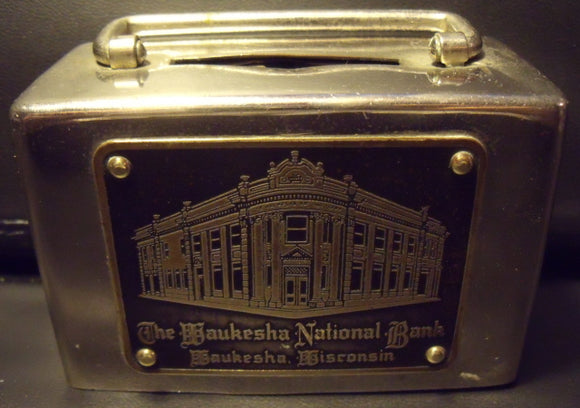 The Waukesha National Bank
Waukesha, Wisconsin